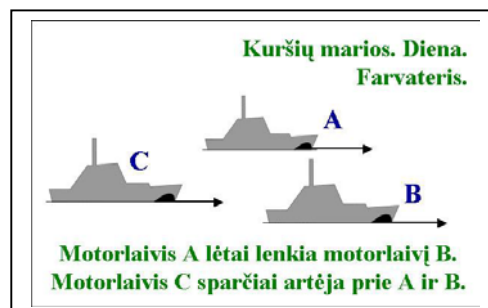 Kuršių marios. Diena.
Farvateris.
A
C
B
Motorlaivis A lėtai lenkia motorlaivį B.
Motorlaivis C sparčiai artėja prie A ir B.